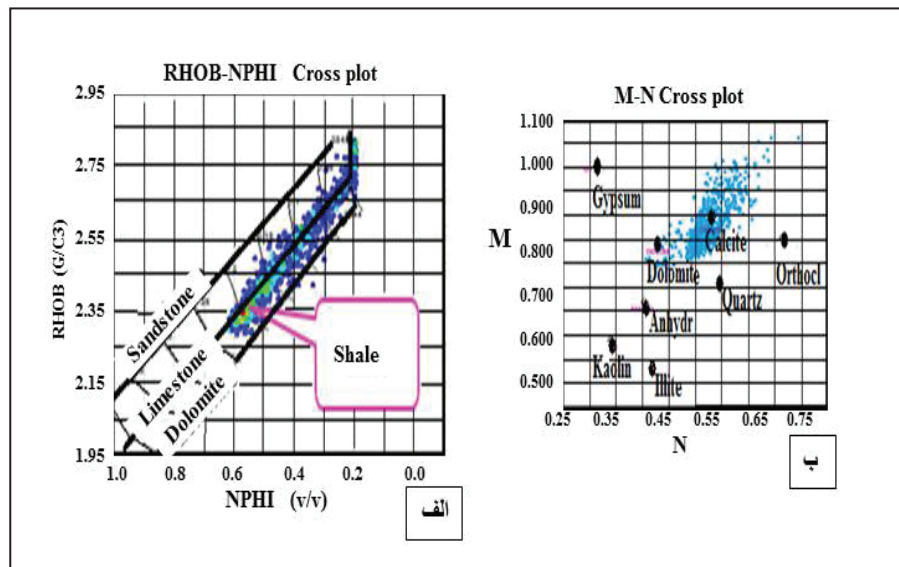 RHOB-NPHI Cross plot
RHOB (G/C3)
2.95
2.75
2.55
2.35
2.15
1.95
Sandstone
Limestone
Dolomite
Shale
1.0 0.8 0.6 0.4 0.2 0.0
NPHI (v/v)
الف
M-N Cross plot
M
1.100
1.000
0.900
0.800
0.700
0.600
0.500
Gypsum
Calcite
Dolomite
Orthocl
Quartz
Anhydr
Kaolin
Illite
0.25 0.35 0.45 0.55 0.65 0.75
N
ب